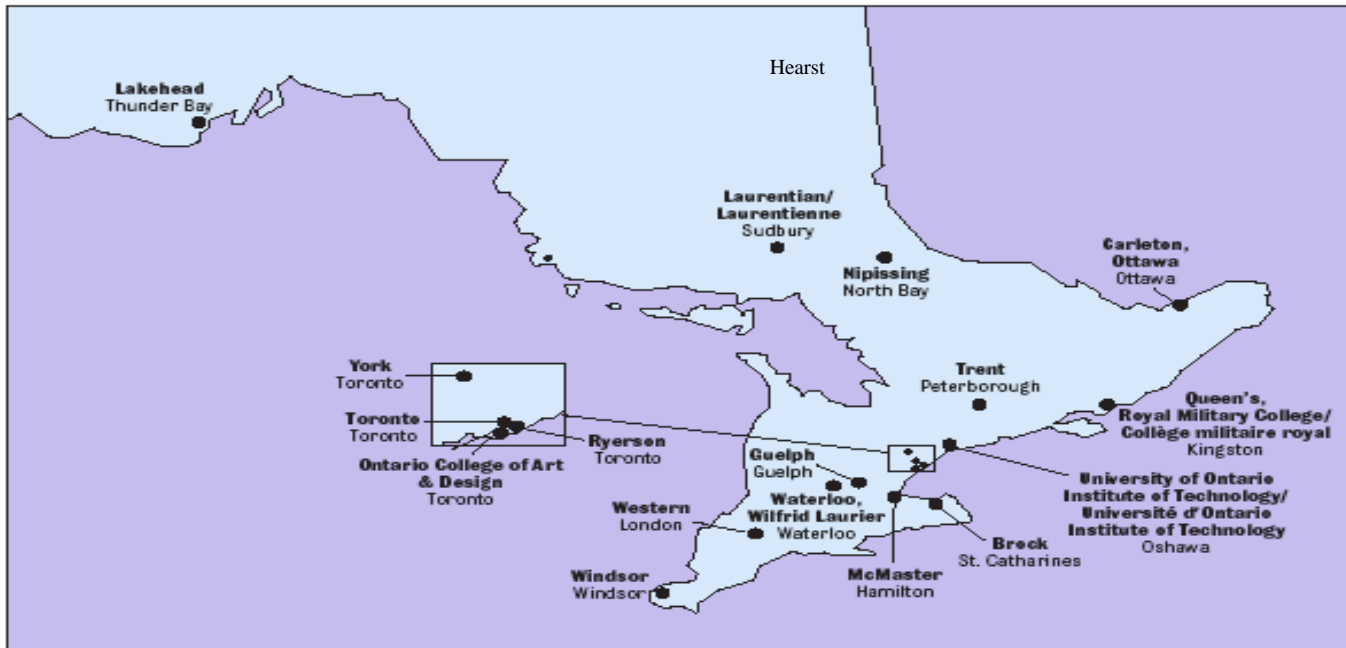 Hearst
Lakehead
Thunder Bay
Laurentian/
Laurentienne
Sudbury
Nipissing
North Bay
Carleton,
Ottawa
Ottawa
York
Toronto
Toronto
Toronto
Ryerson
Toronto
Ontario College of Art
& Design
Toronto
Trent
Peterborough
Queen's,
Royal Military College/
Collège militaire royal
Kingston
Guelph
Guelph
Waterloo,
Wilfrid Laurier
Waterloo
Western
London
University of Ontario
Institute of Technology/
Université d'Ontario
Institute of Technology
Oshawa
Brock
St. Catharines
McMaster
Hamilton
Windsor
Windsor